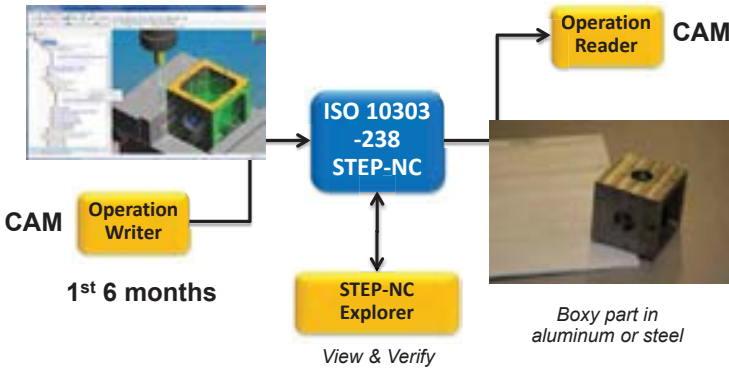 Operation
Reader
CAM
ISO 10303
-238
STEP-NC
CAM
Operation
Writer
1st 6 months
STEP-NC
Explorer
View & Verify
Boxy part in
aluminum or steel